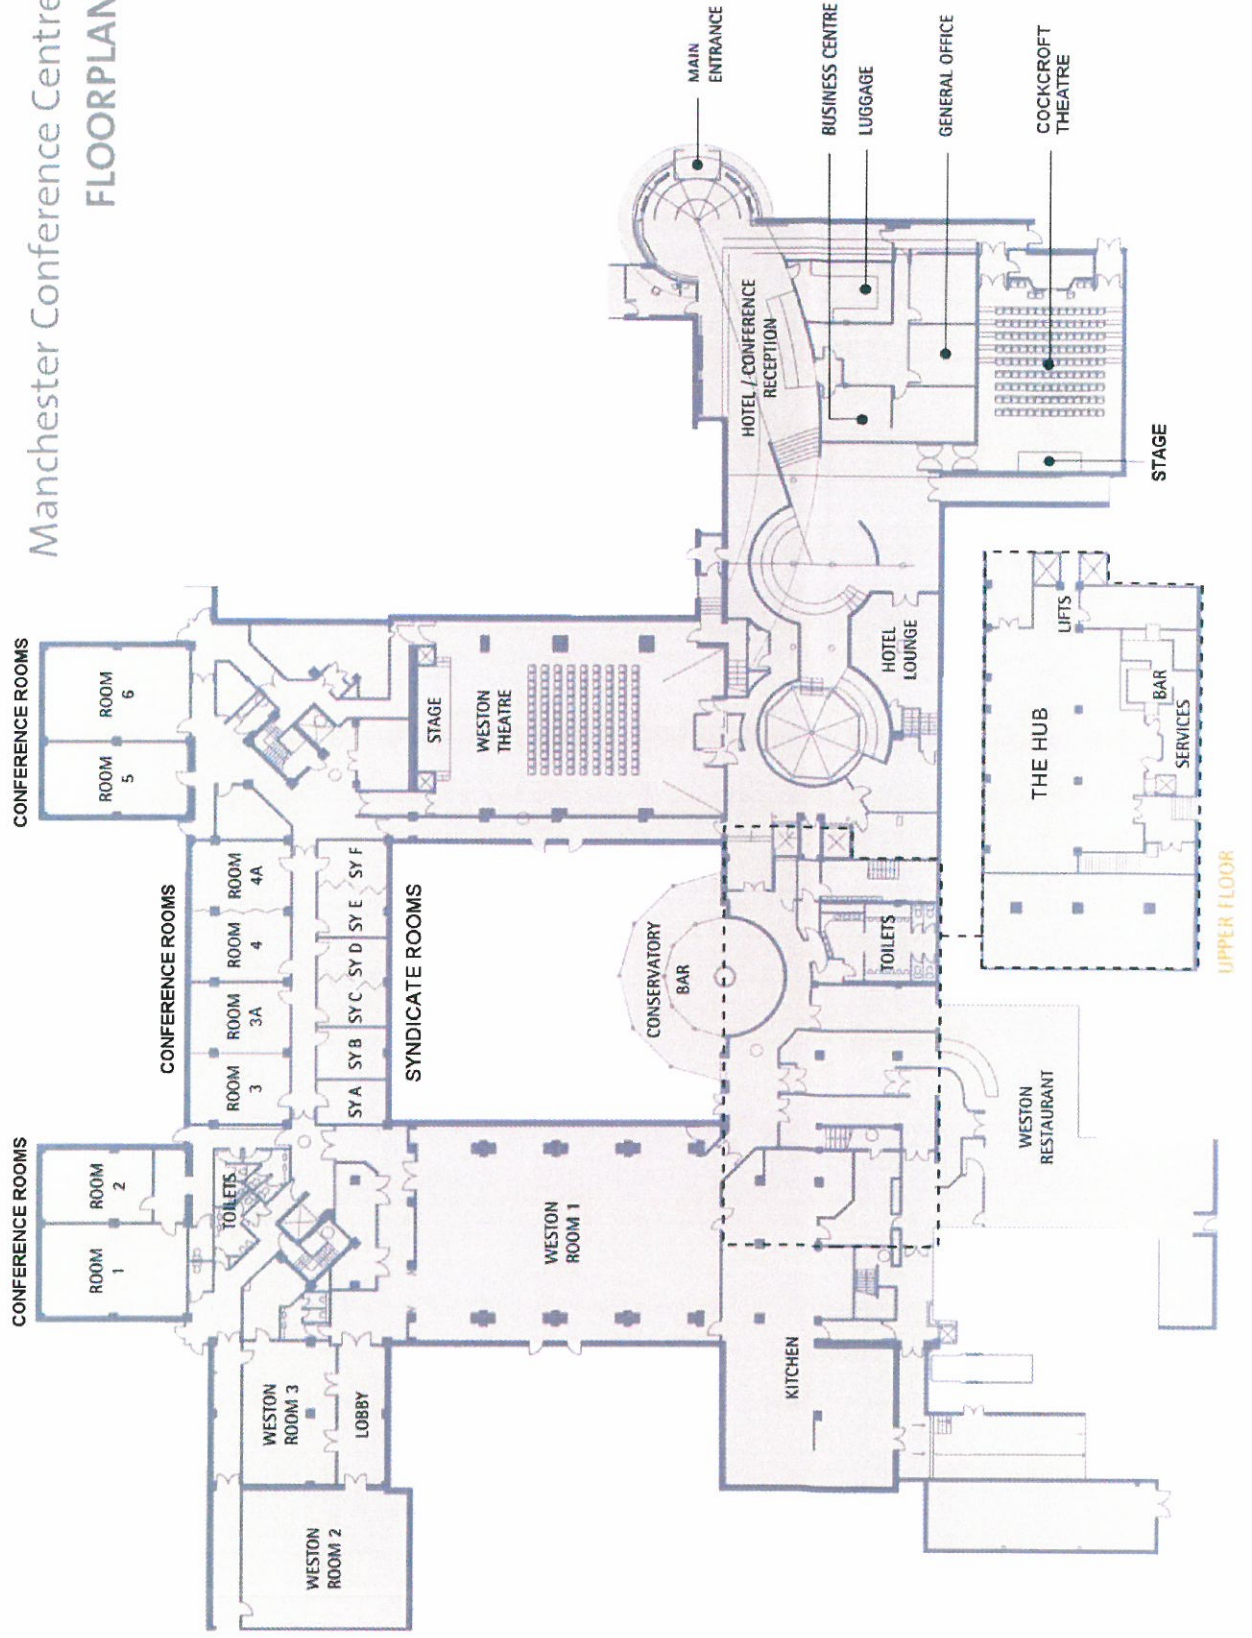 Manchester Conference Centre
FLOORPLAN
CONFERENCE ROOMS
ROOM
1
ROOM
2
CONFERENCE ROOMS
ROOM
3
ROOM
3A
ROOM
4
ROOM
4A
CONFERENCE ROOMS
ROOM
5
ROOM
6
TOILETS
SY A
SY B
SY C
SY D
SY E
SY F
SYNDICATE ROOMS
WESTON
ROOM 2
WESTON
ROOM 3
LOBBY
WESTON
ROOM 1
STAGE
WESTON
THEATRE
CONSERVATORY
BAR
MAIN
ENTRANCE
HOTEL / CONFERENCE
RECEPTION
BUSINESS CENTRE
LUGGAGE
GENERAL OFFICE
COCKCROFT
THEATRE
STAGE
KITCHEN
TOILETS
HOTEL
LOUNGE
WESTON
RESTAURANT
THE HUB
LIFTS
BAR
SERVICES
UPPER FLOOR